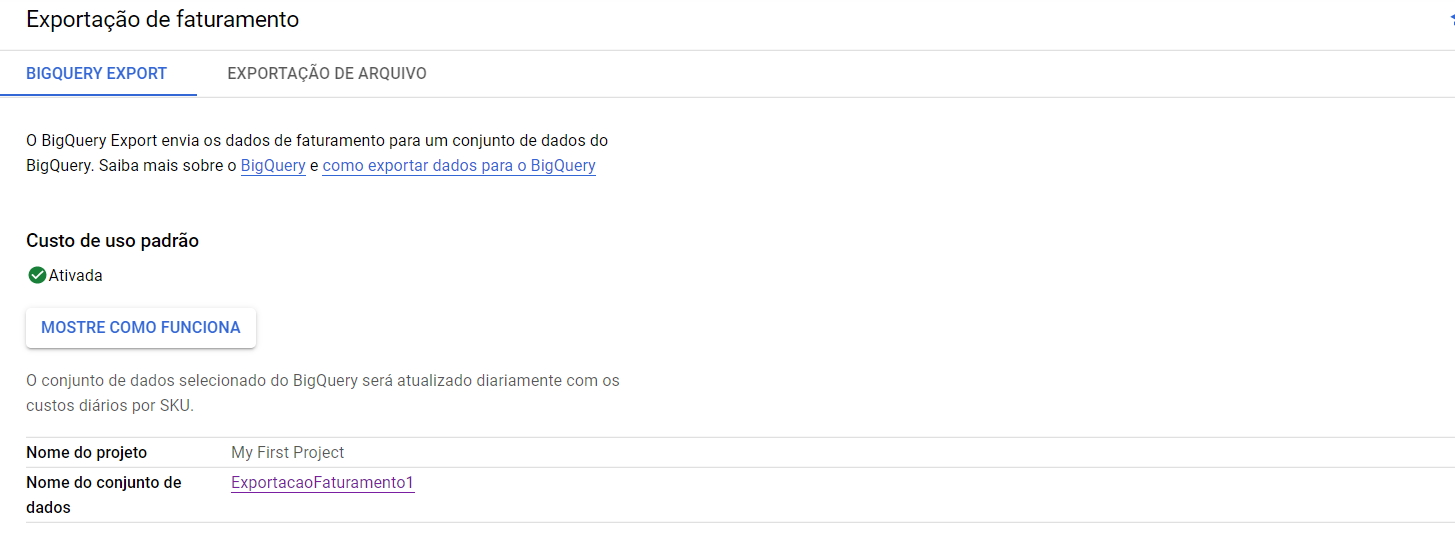 Exportação de faturamento
BIGQUERY EXPORT
EXPORTAÇÃO DE ARQUIVO
O BigQuery Export envia os dados de faturamento para um conjunto de dados do
BigQuery. Saiba mais sobre o BigQuery e como exportar dados para o BigQuery
Custo de uso padrão
Ativada
MOSTRE COMO FUNCIONA
O conjunto de dados selecionado do BigQuery será atualizado diariamente com os
custos diários por SKU.
Nome do projeto My First Project
Nome do conjunto de ExportacaoFaturamento1
dados